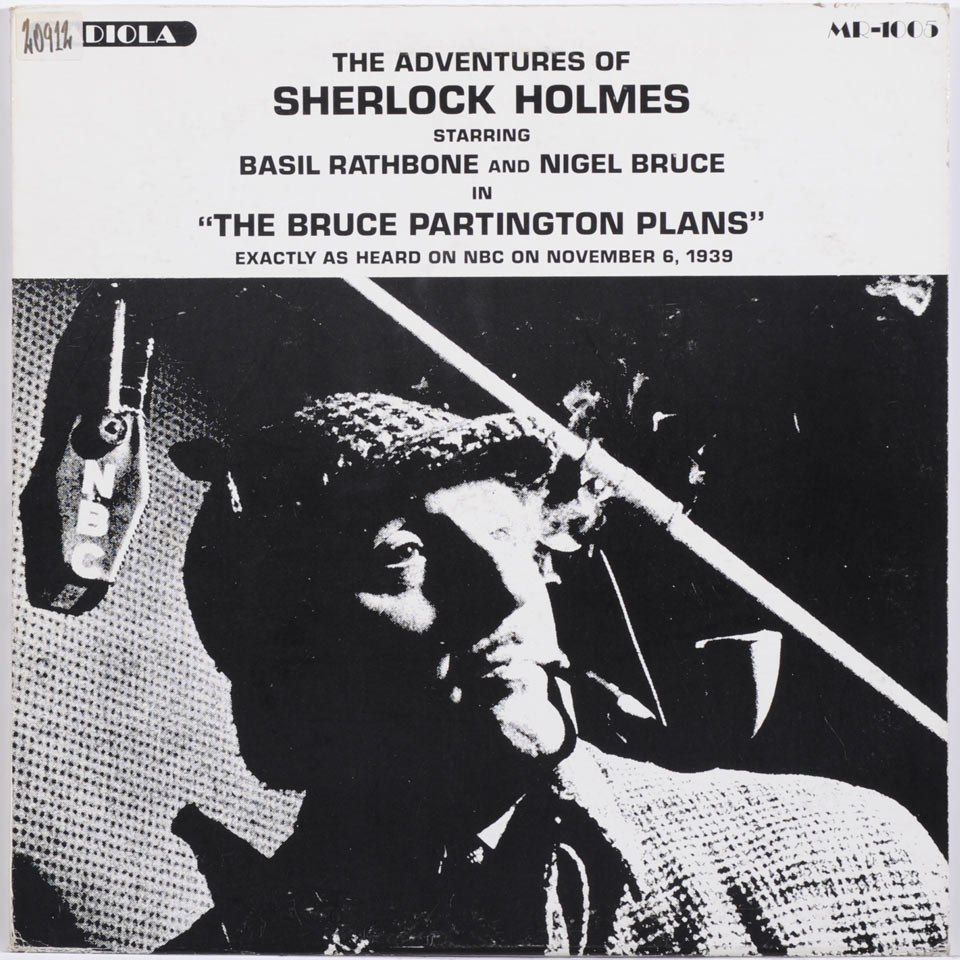 20912 DIOLA
MR-1005
THE ADVENTURES OF
SHERLOCK HOLMES
STARRING
BASIL RATHBONE AND NIGEL BRUCE
IN
“THE BRUCE PARTINGTON PLANS”
EXACTLY AS HEARD ON NBC ON NOVEMBER 6, 1939
NBC